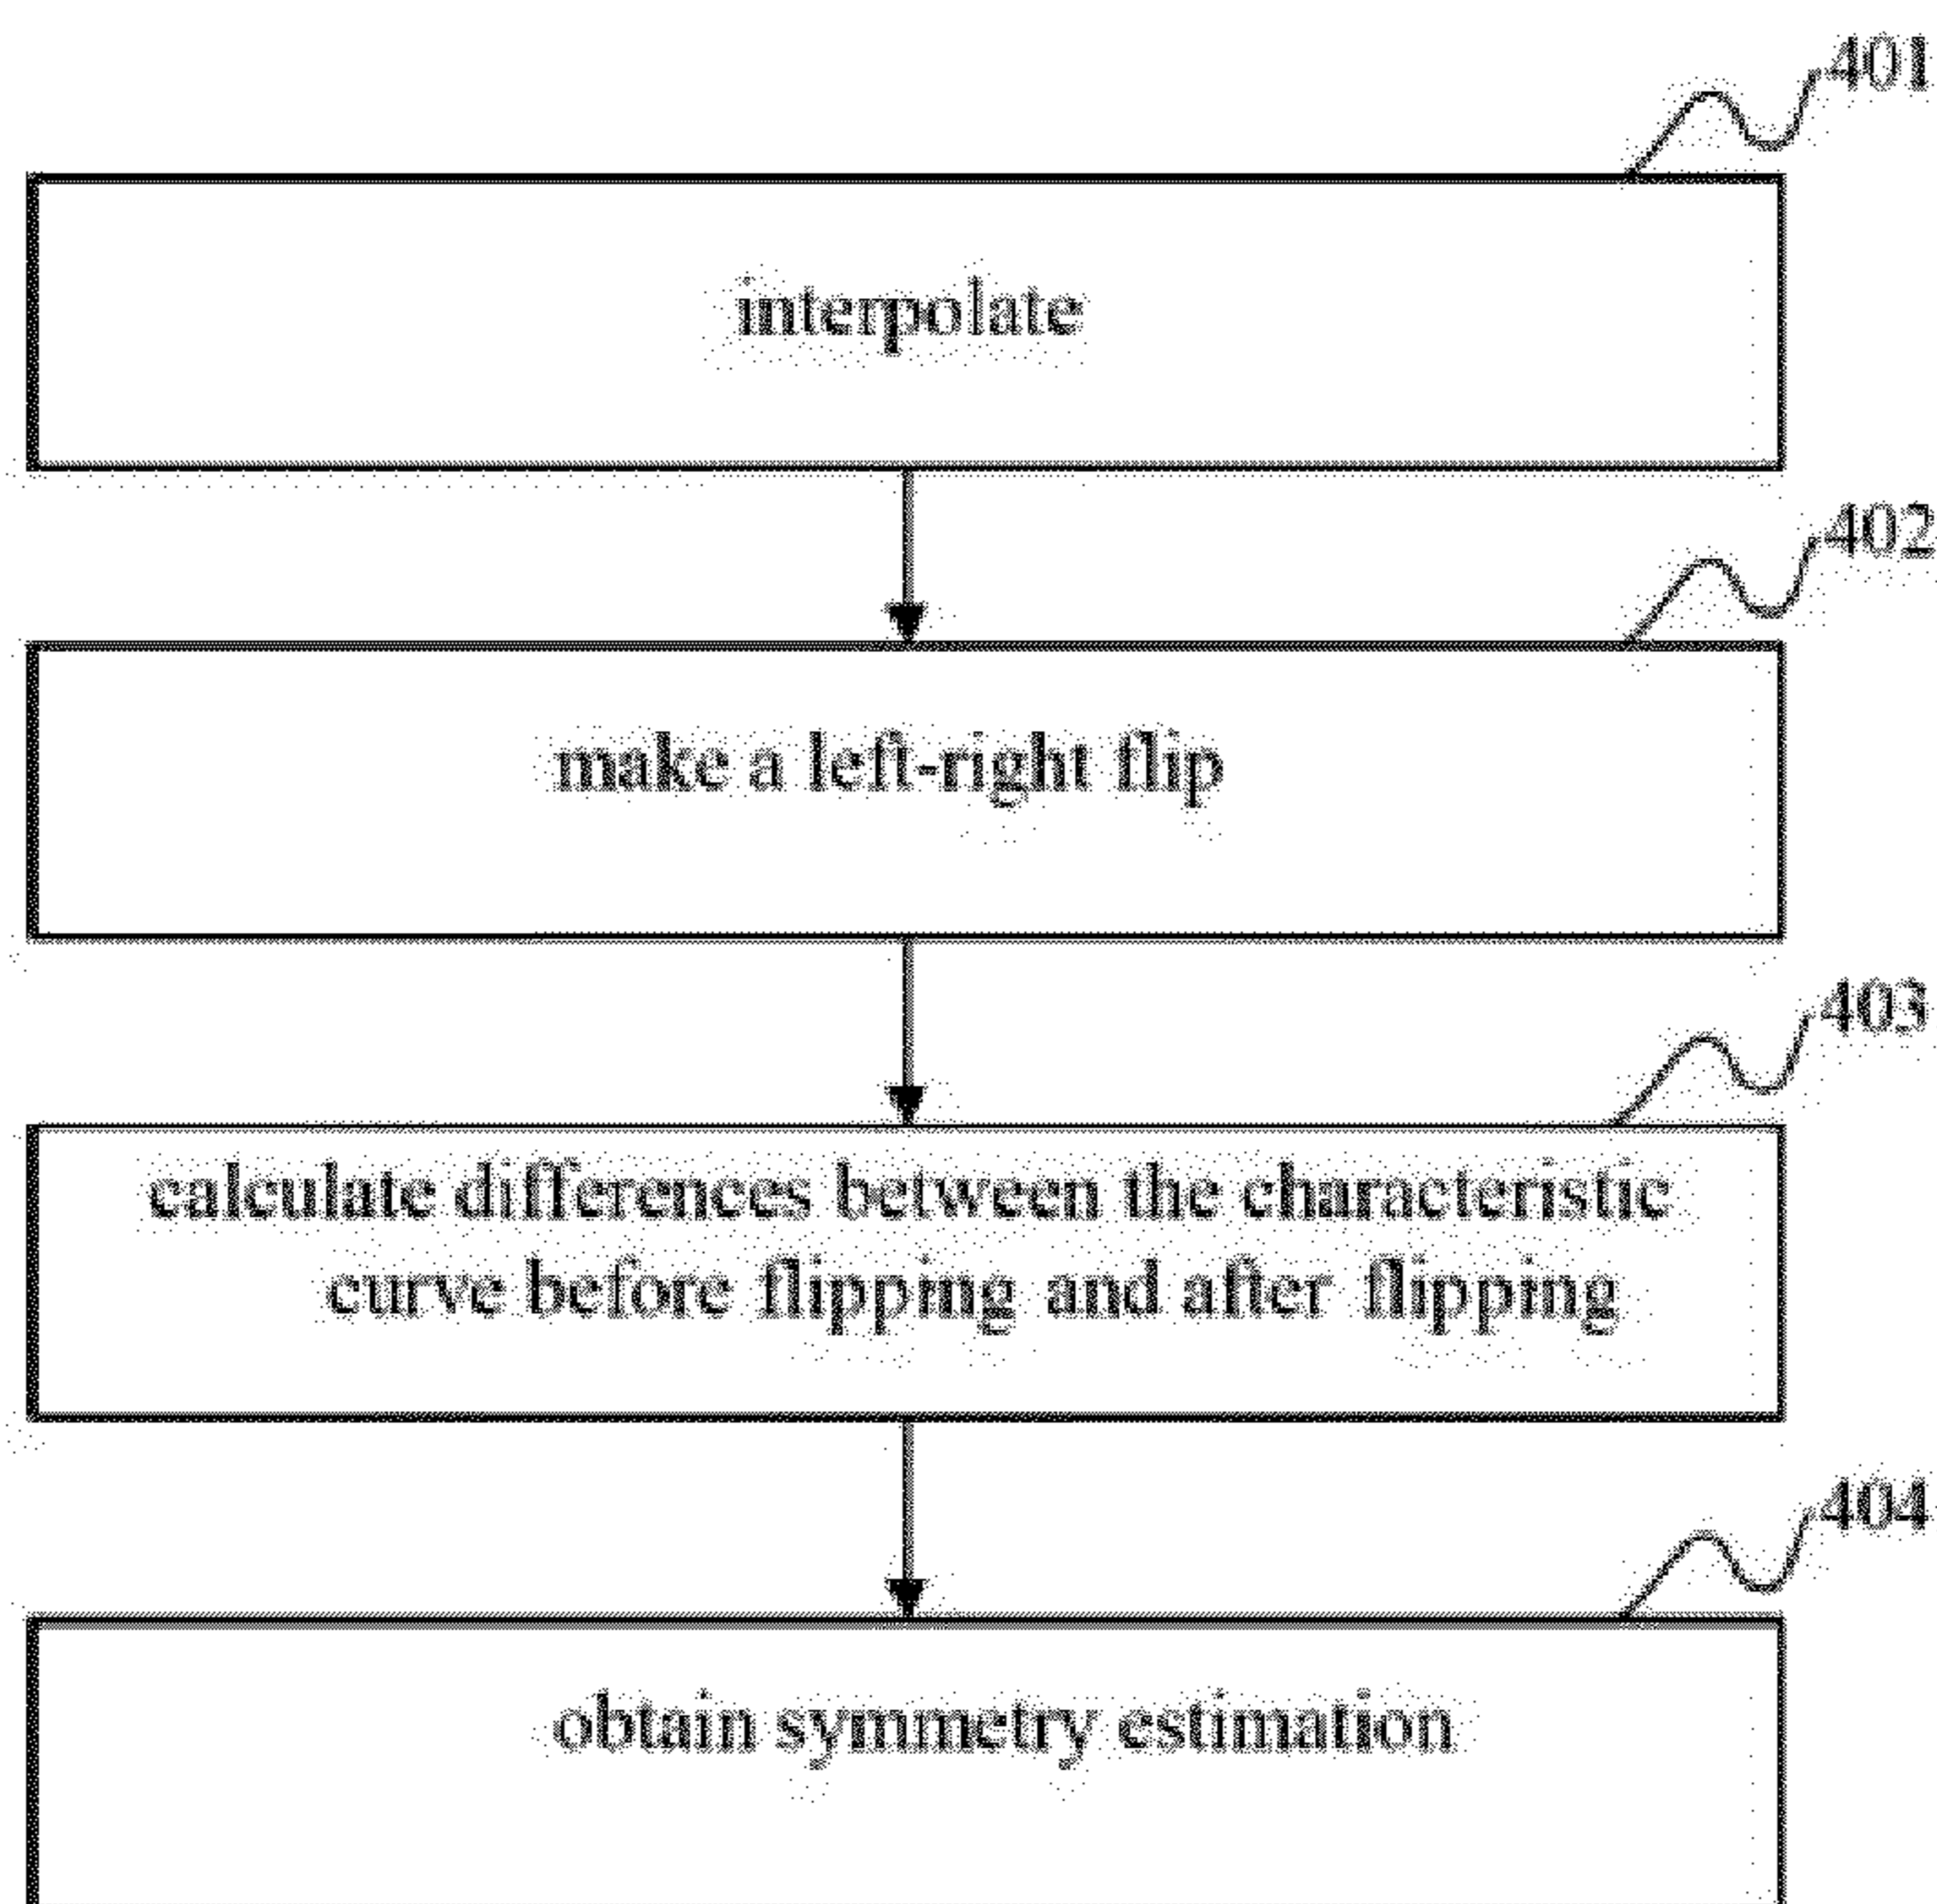 401
interpolate
402
make a left-right flip
403
calculate differences between the characteristic
curve before flipping and after flipping
404
obtain symmetry estimation